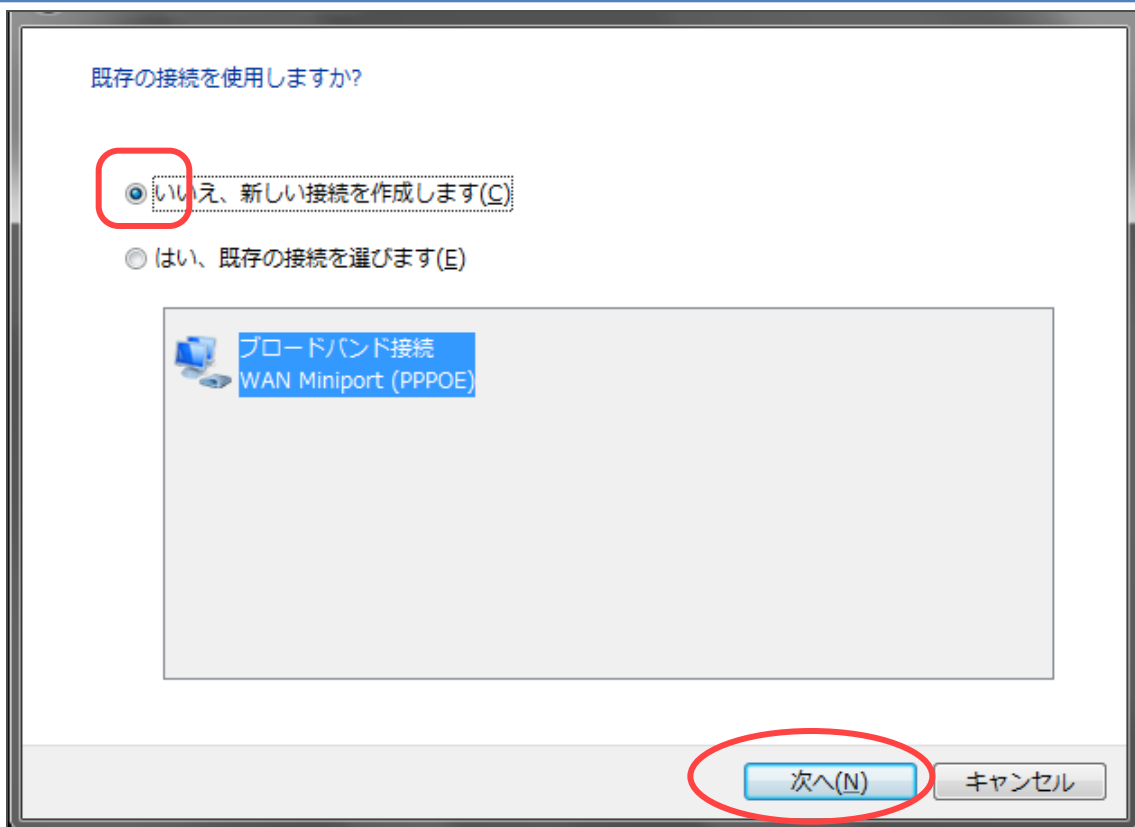 既存の接続を使用しますか?
いいえ、新しい接続を作成します(C)
はい、既存の接続を選びます(E)
ブロードバンド接続
WAN Miniport (PPPOE)
次へ(N)
キャンセル